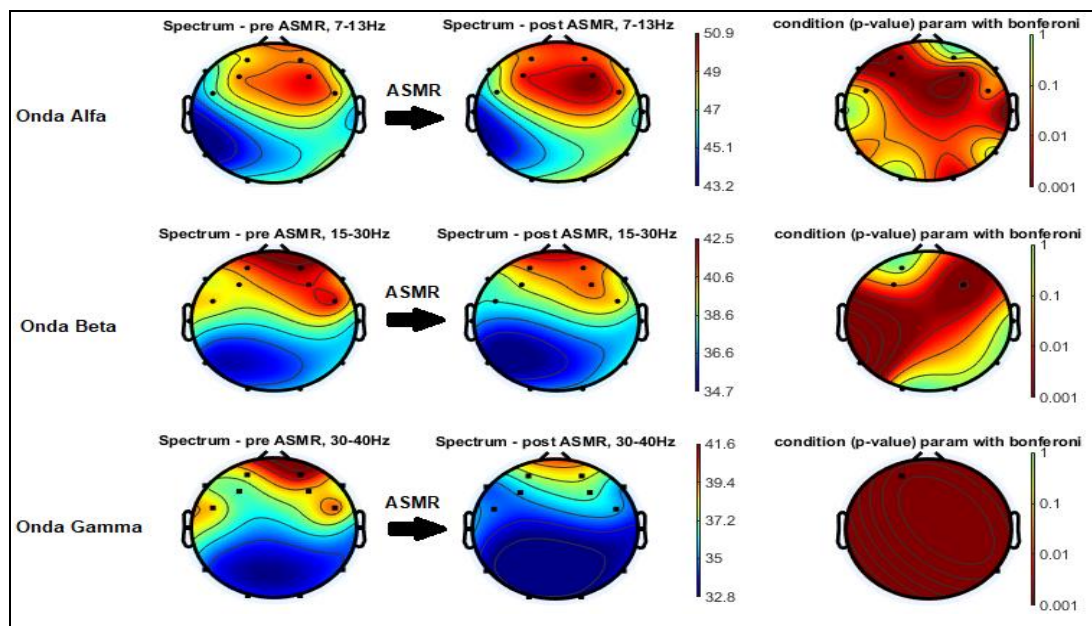 Spectrum - pre ASMR, 7-13Hz
Spectrum - post ASMR, 7-13Hz
condition (p-value) param with bonferoni
Onda Alfa
ASMR
50.9
49
47
45.1
43.2
1
0.1
0.01
0.001
Spectrum - pre ASMR, 15-30Hz
Spectrum - post ASMR, 15-30Hz
condition (p-value) param with bonferoni
Onda Beta
ASMR
42.5
40.6
38.6
36.6
34.7
1
0.1
0.01
0.001
Spectrum - pre ASMR, 30-40Hz
Spectrum - post ASMR, 30-40Hz
condition (p-value) param with bonferoni
Onda Gamma
ASMR
41.6
39.4
37.2
35
32.8
1
0.1
0.01
0.001